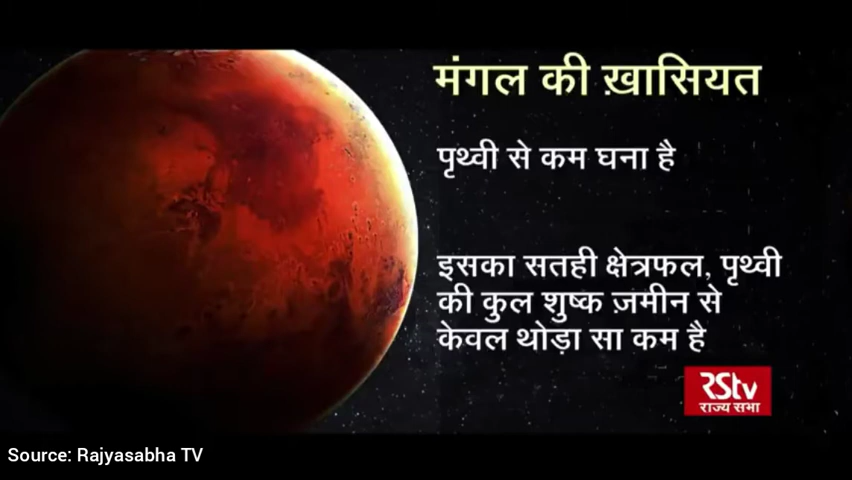 मंगल की ख़ासियत
पृथ्वी से कम घना है
इसका सतही क्षेत्रफल, पृथ्वी
की कुल शुष्क ज़मीन से
केवल थोड़ा सा कम है
RStv
राज्य सभा
Source: Rajyasabha TV